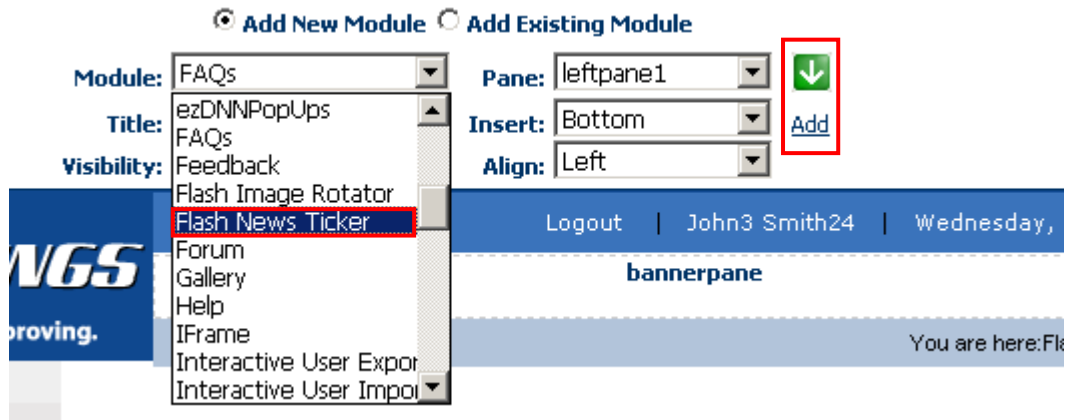 Add New Module Add Existing Module
Module: FAQs Pane: leftpane1
Title: Insert: Bottom Add
Visibility: Align: Left
ezDNNPopUps
FAQs
Feedback
Flash Image Rotator
Flash News Ticker
Forum
Gallery
Help
IFrame
Interactive User Expor
Interactive User Impor
Logout | John3 Smith24 | Wednesday,
NGS
bannerpane
proving.
You are here:Fla